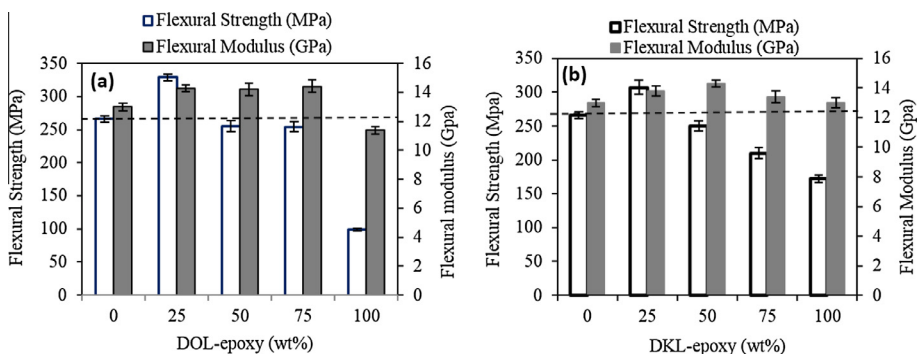 Flexural Strength (MPa)
Flexural Modulus (GPa)
(a)
Flexural Strength (MPa)
350
300
250
200
150
100
50
0
16
14
12
10
8
6
4
2
0
Flexural modulus (Gpa)
0 25 50 75 100
DOL-epoxy (wt%)
Flexural Strength (MPa)
Flexural Modulus (GPa)
(b)
Flexural Strength (Mpa)
350
300
250
200
150
100
50
0
16
14
12
10
8
6
4
2
0
Flexural Modulus (Gpa)
0 25 50 75 100
DKL-epoxy (wt%)